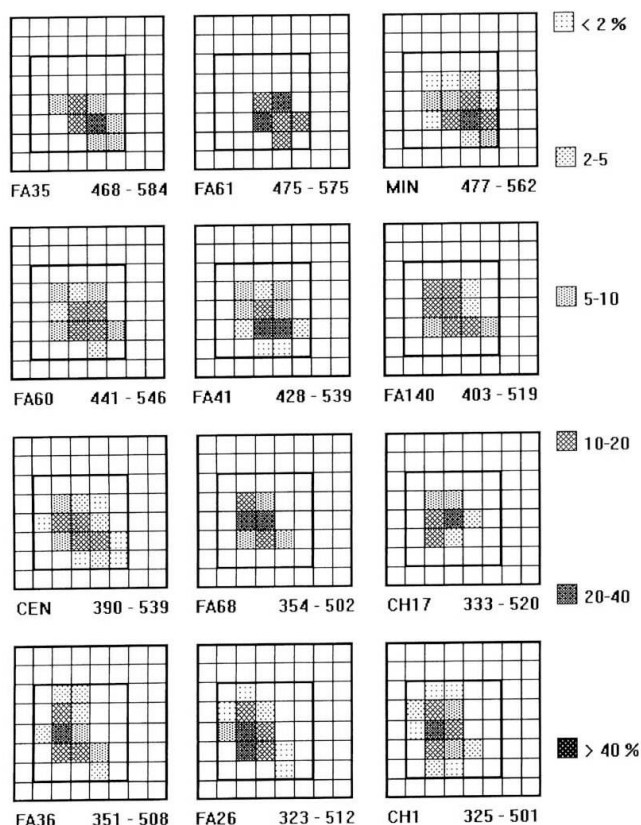 < 2 %
2-5
FA35 468 - 584 FA61 475 - 575 MIN 477 - 562
5-10
FA60 441 - 546 FA41 428 - 539 FA140 403 - 519
10-20
CEN 390 - 539 FA68 354 - 502 CH17 333 - 520
20-40
> 40 %
FA36 351 - 508 FA26 323 - 512 CH1 325 - 501